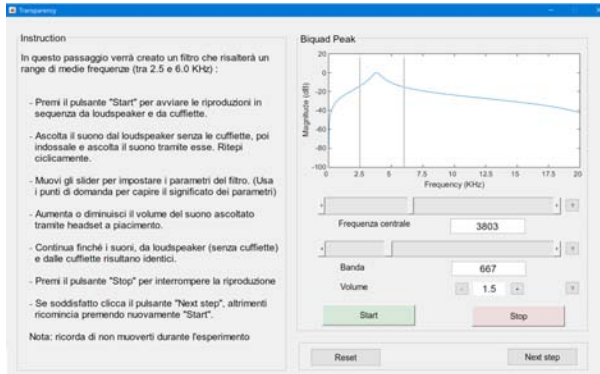 Transparency
Instruction
In questo passaggio verrà creato un filtro che risalterà un
range di medie frequenze (tra 2.5 e 6.0 KHz) :
- Premi il pulsante "Start" per avviare le riproduzioni in
sequenza da loudspeaker e da cuffiette.
- Ascolta il suono dal loudspeaker senza le cuffiette, poi
indossale e ascolta il suono tramite esse. Ritepi
ciclicamente.
- Muovi gli slider per impostare i parametri del filtro. (Usa
i punti di domanda per capire il significato dei parametri)
- Aumenta o diminuisci il volume del suono ascoltato
tramite headset a piacimento.
- Continua finché i suoni, da loudspeaker (senza cuffiette)
e dalle cuffiette risultano identici.
- Premi il pulsante "Stop" per interrompere la riproduzione
- Se soddisfatto clicca il pulsante "Next step", altrimenti
ricomincia premendo nuovamente "Start".
Nota: ricorda di non muoverti durante l'esperimento
Biquad Peak
20
0
-20
-40
-60
-80
-100
Magnitude (dB)
0 2.5 5 7.5 10 12.5 15 17.5 20
Frequency (KHz)
Frequenza centrale 3803
Banda 667
Volume - 1.5 +
Start Stop
Reset Next step